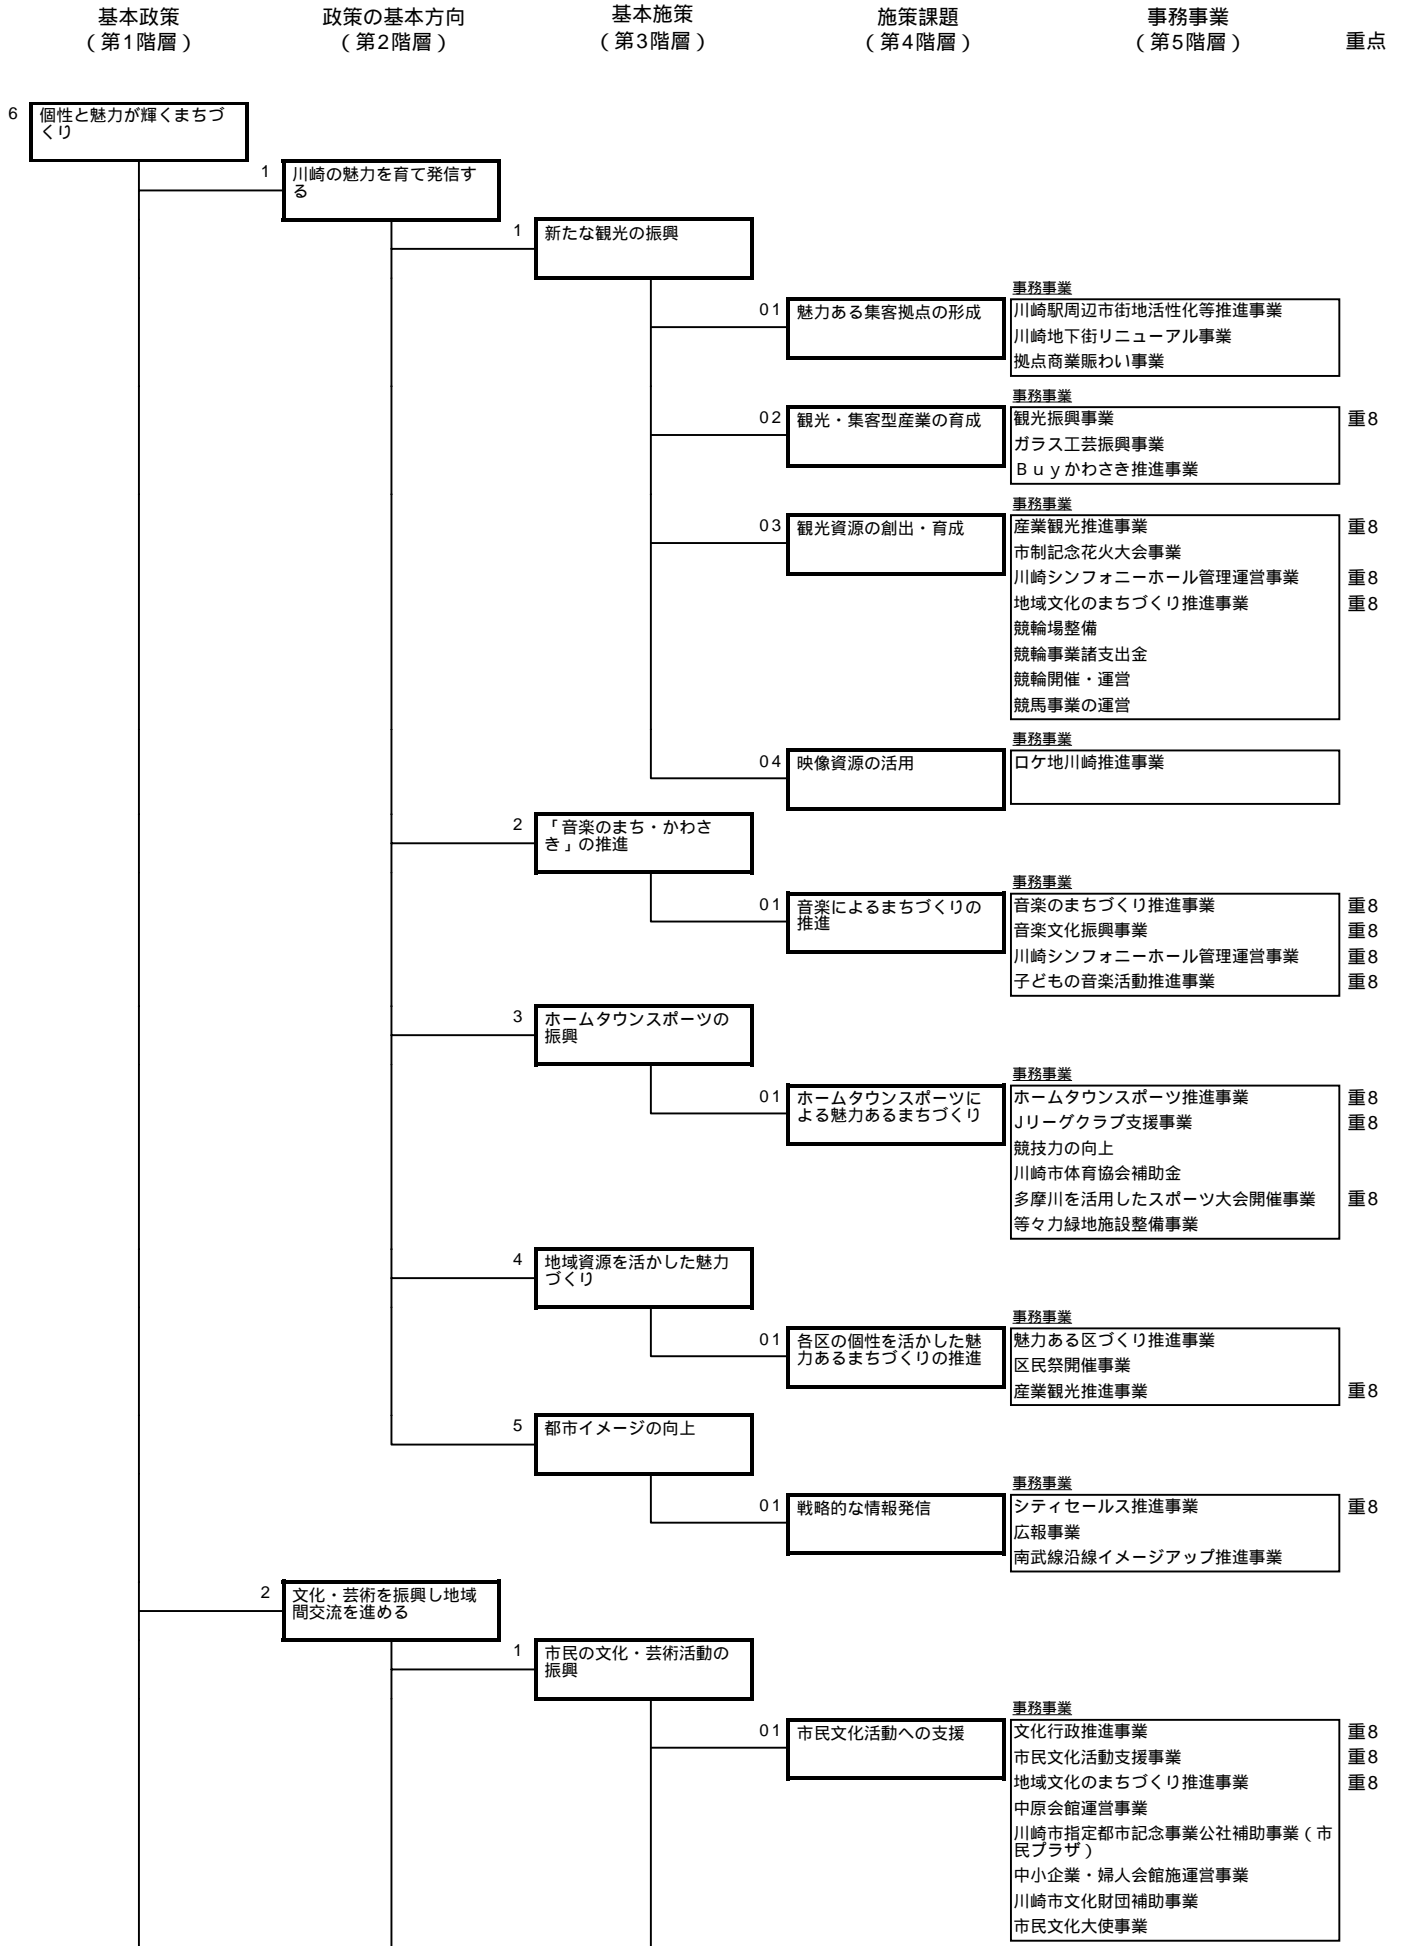 基本政策
（第1階層）
政策の基本方向
（第2階層）
基本施策
（第3階層）
施策課題
（第4階層）
事務事業
（第5階層）
重点
6
個性と魅力が輝くまちづ
くり
1
川崎の魅力を育て発信す
る
1
新たな観光の振興
01
魅力ある集客拠点の形成
事務事業
川崎駅周辺市街地活性化等推進事業
川崎地下街リニューアル事業
拠点商業賑わい事業
02
観光・集客型産業の育成
事務事業
観光振興事業 重8
ガラス工芸振興事業
Ｂｕｙかわさき推進事業
03
観光資源の創出・育成
事務事業
産業観光推進事業 重8
市制記念花火大会事業
川崎シンフォニーホール管理運営事業 重8
地域文化のまちづくり推進事業 重8
競輪場整備
競輪事業諸支出金
競輪開催・運営
競馬事業の運営
04
映像資源の活用
事務事業
ロケ地川崎推進事業
2
「音楽のまち・かわさ
き」の推進
01
音楽によるまちづくりの
推進
事務事業
音楽のまちづくり推進事業 重8
音楽文化振興事業 重8
川崎シンフォニーホール管理運営事業 重8
子どもの音楽活動推進事業 重8
3
ホームタウンスポーツの
振興
01
ホームタウンスポーツに
よる魅力あるまちづくり
事務事業
ホームタウンスポーツ推進事業 重8
Jリーグクラブ支援事業 重8
競技力の向上
川崎市体育協会補助金
多摩川を活用したスポーツ大会開催事業 重8
等々力緑地施設整備事業
4
地域資源を活かした魅力
づくり
01
各区の個性を活かした魅
力あるまちづくりの推進
事務事業
魅力ある区づくり推進事業
区民祭開催事業
産業観光推進事業 重8
5
都市イメージの向上
01
戦略的な情報発信
事務事業
シティセールス推進事業 重8
広報事業
南武線沿線イメージアップ推進事業
2
文化・芸術を振興し地域
間交流を進める
1
市民の文化・芸術活動の
振興
01
市民文化活動への支援
事務事業
文化行政推進事業 重8
市民文化活動支援事業 重8
地域文化のまちづくり推進事業 重8
中原会館運営事業
川崎市指定都市記念事業公社補助事業（市
民プラザ）
中小企業・婦人会館施運営事業
川崎市文化財団補助事業
市民文化大使事業